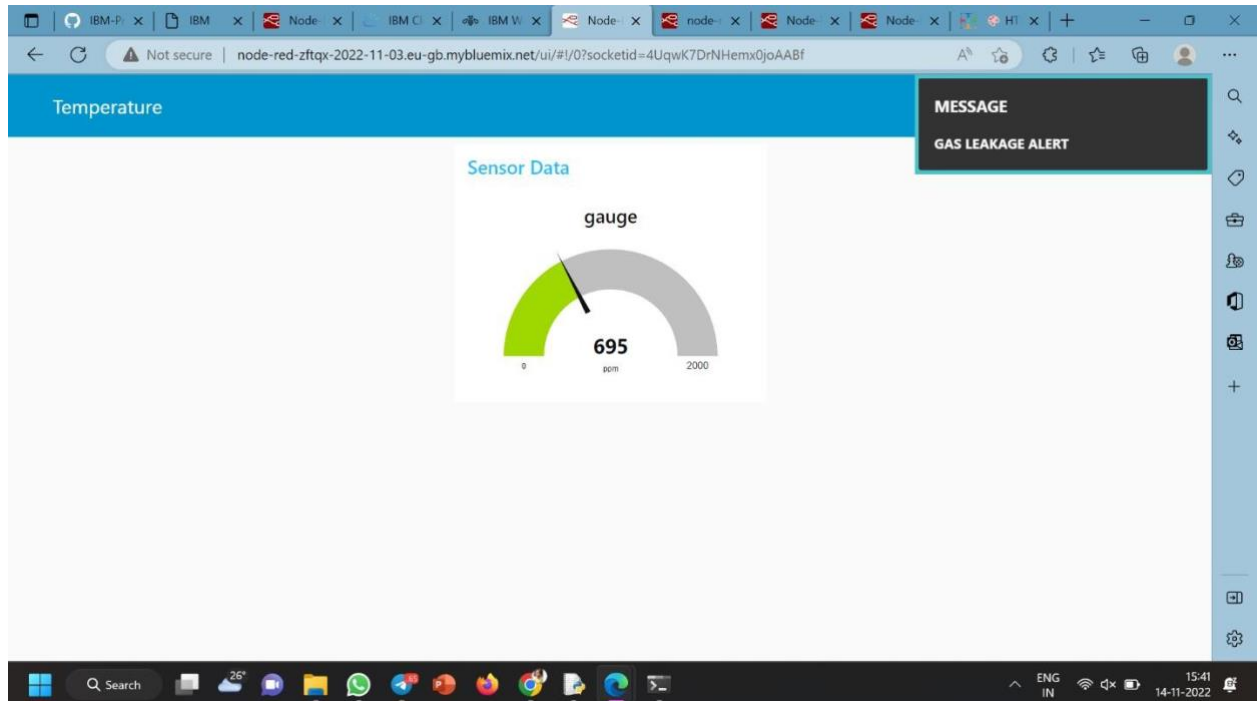 IBM-P
IBM
Node-
IBM Cl
IBM W
Node-
node-
Node-
Node-
HT
Not secure
node-red-zftqx-2022-11-03.eu-gb.mybluemix.net/ui/#!/0?socketid=4UqwK7DrNHemx0joAABf
Temperature
MESSAGE
GAS LEAKAGE ALERT
Sensor Data
gauge
695
0
ppm
2000
Search
26°
ENG
IN
15:41
14-11-2022